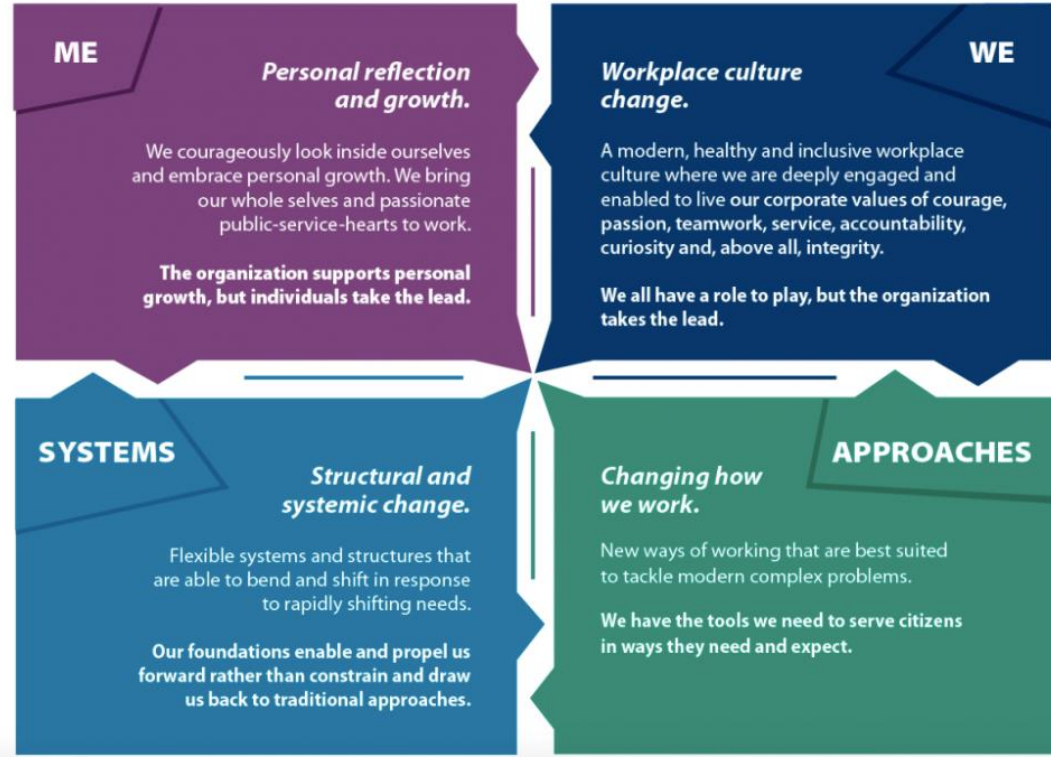 ME
Personal reflection
and growth.
We courageously look inside ourselves
and embrace personal growth. We bring
our whole selves and passionate
public-service-hearts to work.
The organization supports personal
growth, but individuals take the lead.
WE
Workplace culture
change.
A modern, healthy and inclusive workplace
culture where we are deeply engaged and
enabled to live our corporate values of courage,
passion, teamwork, service, accountability,
curiosity and, above all, integrity.
We all have a role to play, but the organization
takes the lead.
SYSTEMS
Structural and
systemic change.
Flexible systems and structures that
are able to bend and shift in response
to rapidly shifting needs.
Our foundations enable and propel us
forward rather than constrain and draw
us back to traditional approaches.
APPROACHES
Changing how
we work.
New ways of working that are best suited
to tackle modern complex problems.
We have the tools we need to serve citizens
in ways they need and expect.